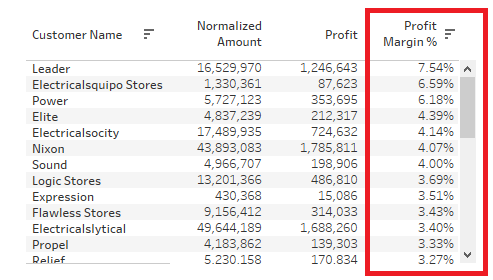 Customer Name Normalized Amount Profit Profit Margin %
Leader 16,529,970 1,246,643 7.54%
Electricalsquipo Stores 1,330,361 87,623 6.59%
Power 5,727,123 353,695 6.18%
Elite 4,837,239 212,317 4.39%
Electricalsocity 17,489,935 724,632 4.14%
Nixon 43,893,083 1,785,811 4.07%
Sound 4,966,707 198,906 4.00%
Logic Stores 13,201,366 486,810 3.69%
Expression 430,368 15,086 3.51%
Flawless Stores 9,156,412 314,033 3.43%
Electricalslytical 49,644,189 1,688,260 3.40%
Propel 4,183,862 139,303 3.33%
Relief 5,230,158 170,834 3.27%